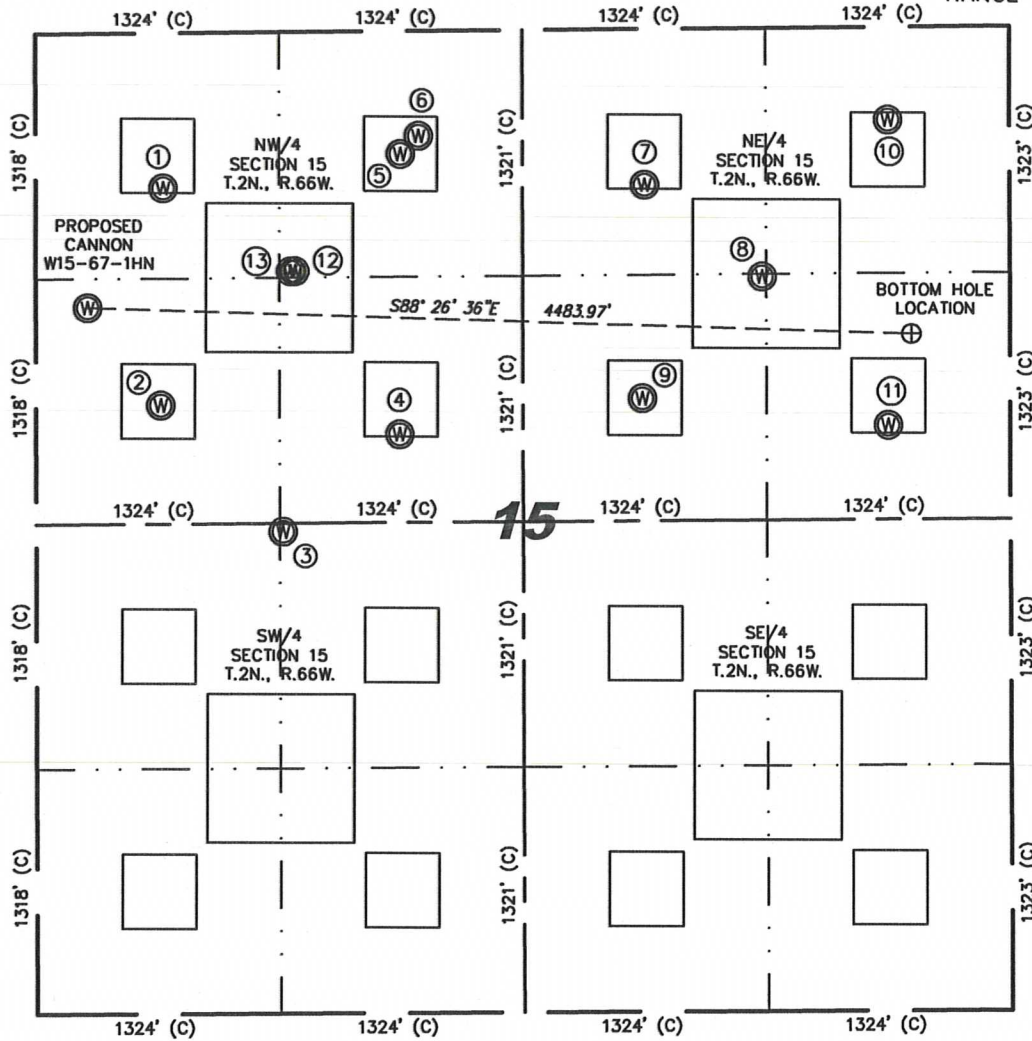 1324' (C)
1324' (C)
1324' (C)
1318' (C)
1321' (C)
1323' (C)
6
NW/4
SECTION 15
T.2N., R.66W.
NE/4
SECTION 15
T.2N., R.66W.
1
5
7
10
W
W
W
W
W
W
PROPOSED
CANNON
W15-67-1HN
13
W
12
8
W
BOTTOM HOLE
LOCATION
W
S88° 26' 36"E 4483.97'
1318' (C)
1321' (C)
1323' (C)
2
W
4
W
9
W
11
W
1324' (C)
1324' (C)
15
1324' (C)
1324' (C)
W
3
1318' (C)
1321' (C)
1323' (C)
SW/4
SECTION 15
T.2N., R.66W.
SE/4
SECTION 15
T.2N., R.66W.
1318' (C)
1321' (C)
1323' (C)
1324' (C)
1324' (C)
1324' (C)
1324' (C)